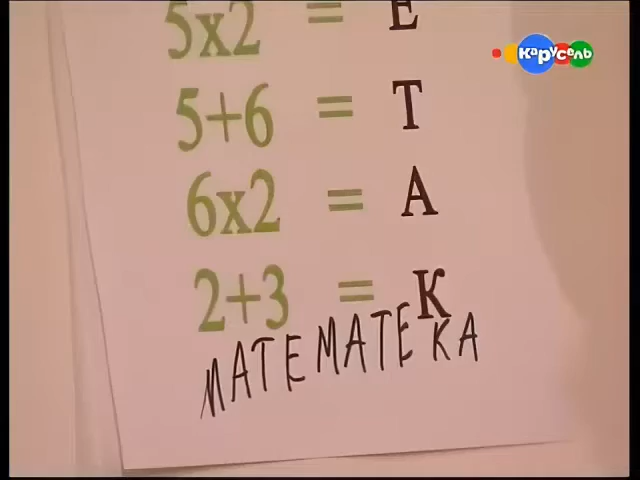 5x2 = Е
Карусель
5+6 = Т
6x2 = А
2+3 = К
МАТЕМАТЕКА